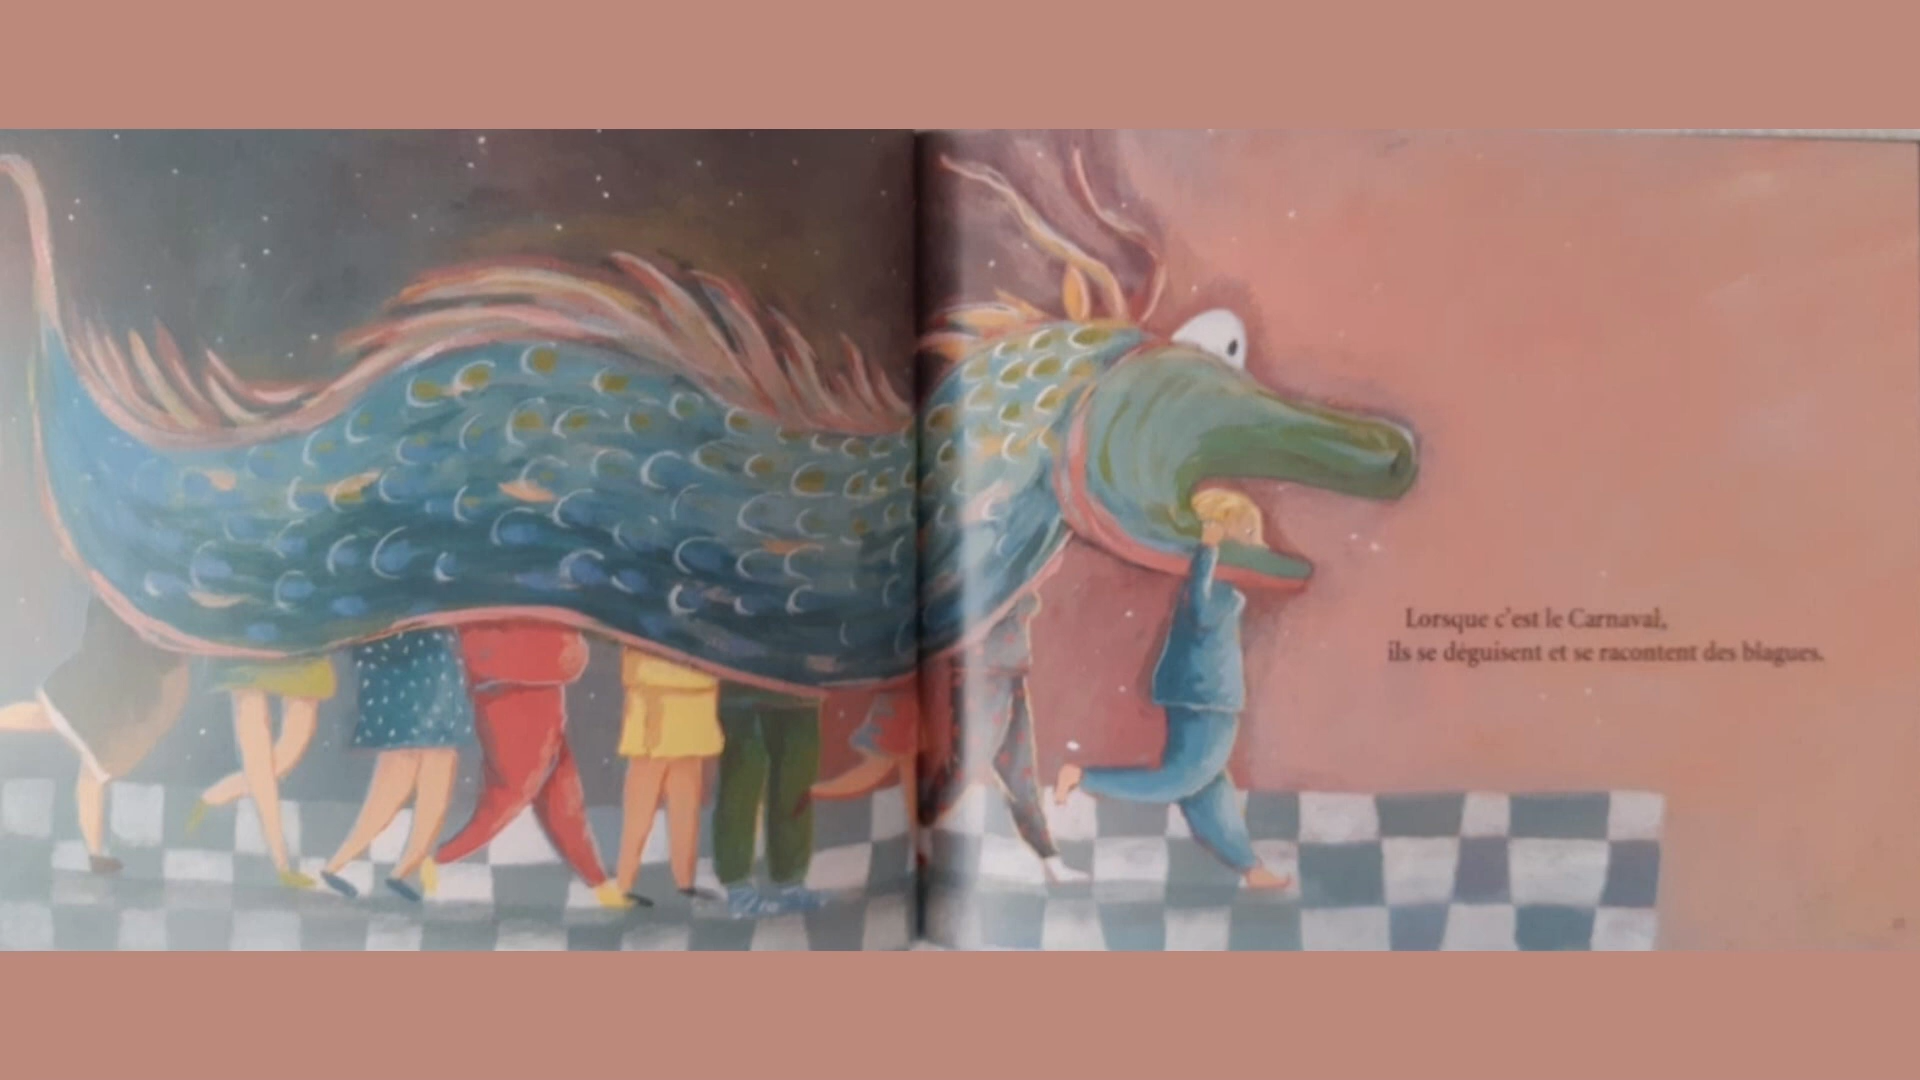 Lorsque c'est le Carnaval,
ils se déguisent et se racontent des blagues.